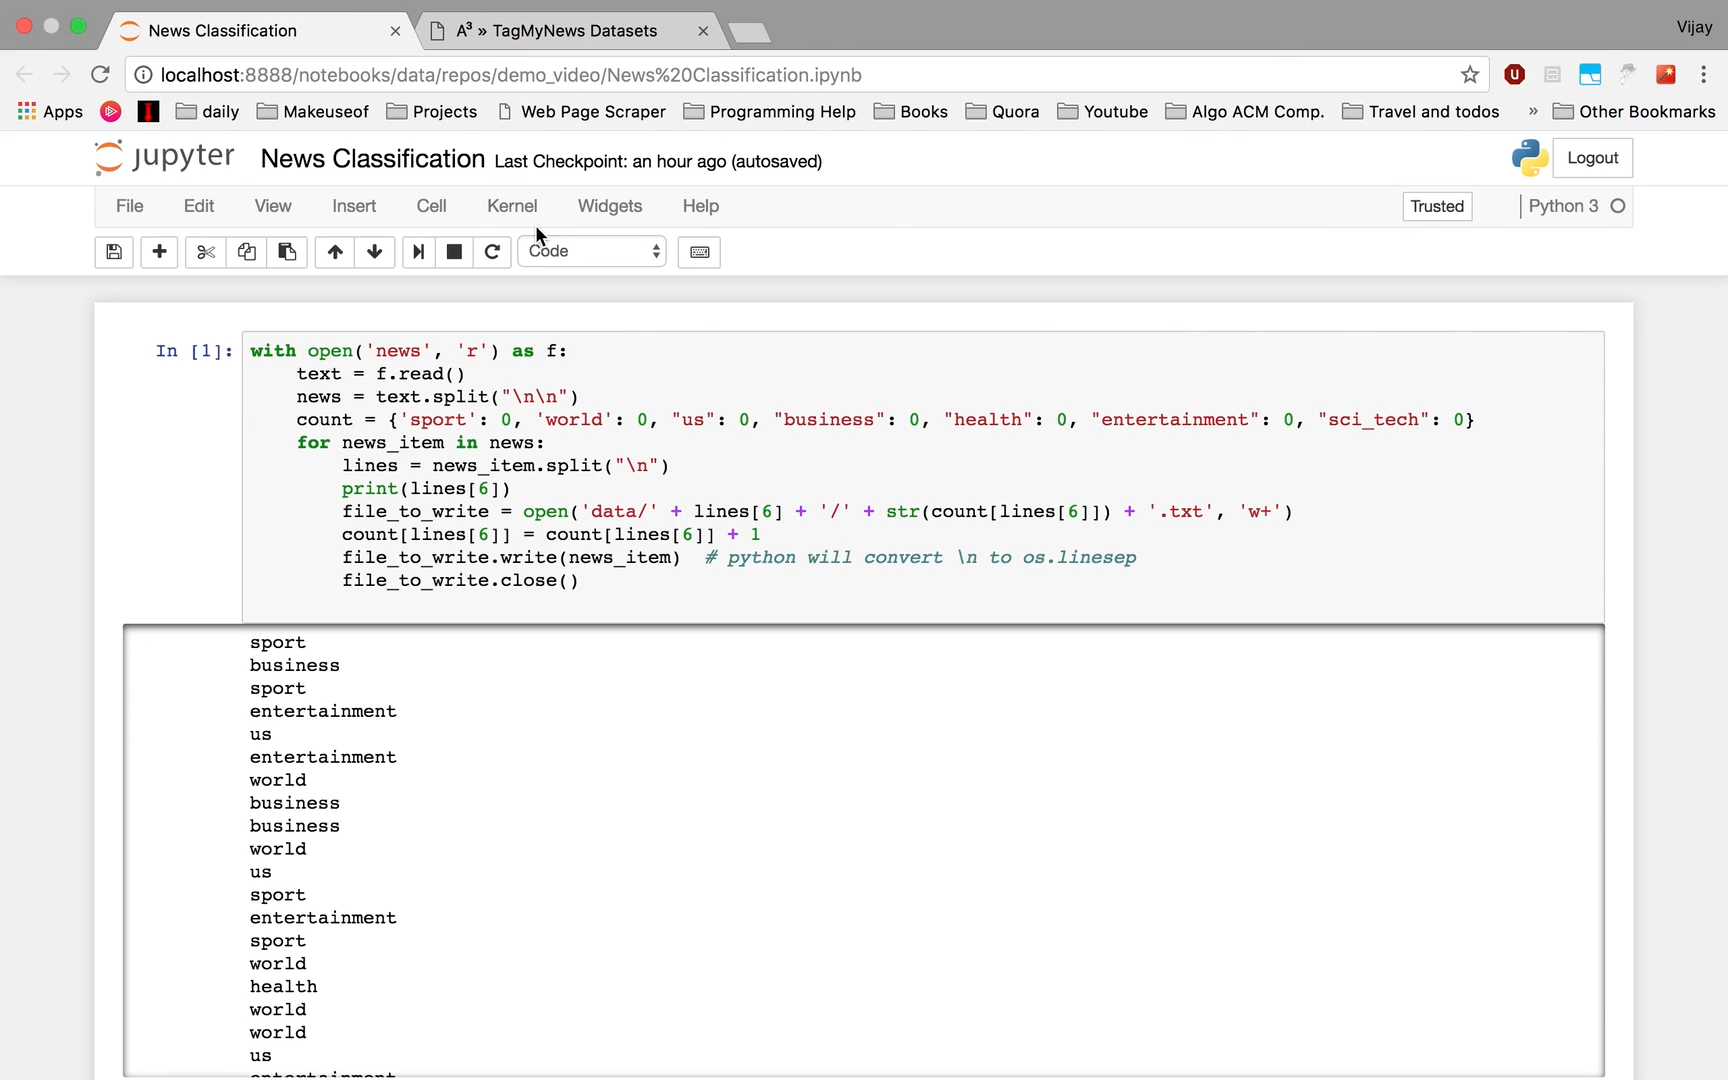 News Classification
A³ » TagMyNews Datasets
Vijay
localhost:8888/notebooks/data/repos/demo_video/News%20Classification.ipynb
Apps daily Makeuseof Projects Web Page Scraper Programming Help Books Quora Youtube Algo ACM Comp. Travel and todos » Other Bookmarks
jupyter News Classification Last Checkpoint: an hour ago (autosaved) Logout
File Edit View Insert Cell Kernel Widgets Help Trusted Python 3
Code
In [1]: with open('news', 'r') as f:
text = f.read()
news = text.split("\n\n")
count = {'sport': 0, 'world': 0, "us": 0, "business": 0, "health": 0, "entertainment": 0, "sci_tech": 0}
for news_item in news:
lines = news_item.split("\n")
print(lines[6])
file_to_write = open('data/' + lines[6] + '/' + str(count[lines[6]]) + '.txt', 'w+')
count[lines[6]] = count[lines[6]] + 1
file_to_write.write(news_item)  # python will convert \n to os.linesep
file_to_write.close()
sport
business
sport
entertainment
us
entertainment
world
business
business
world
us
sport
entertainment
sport
world
health
world
world
us
entertainment